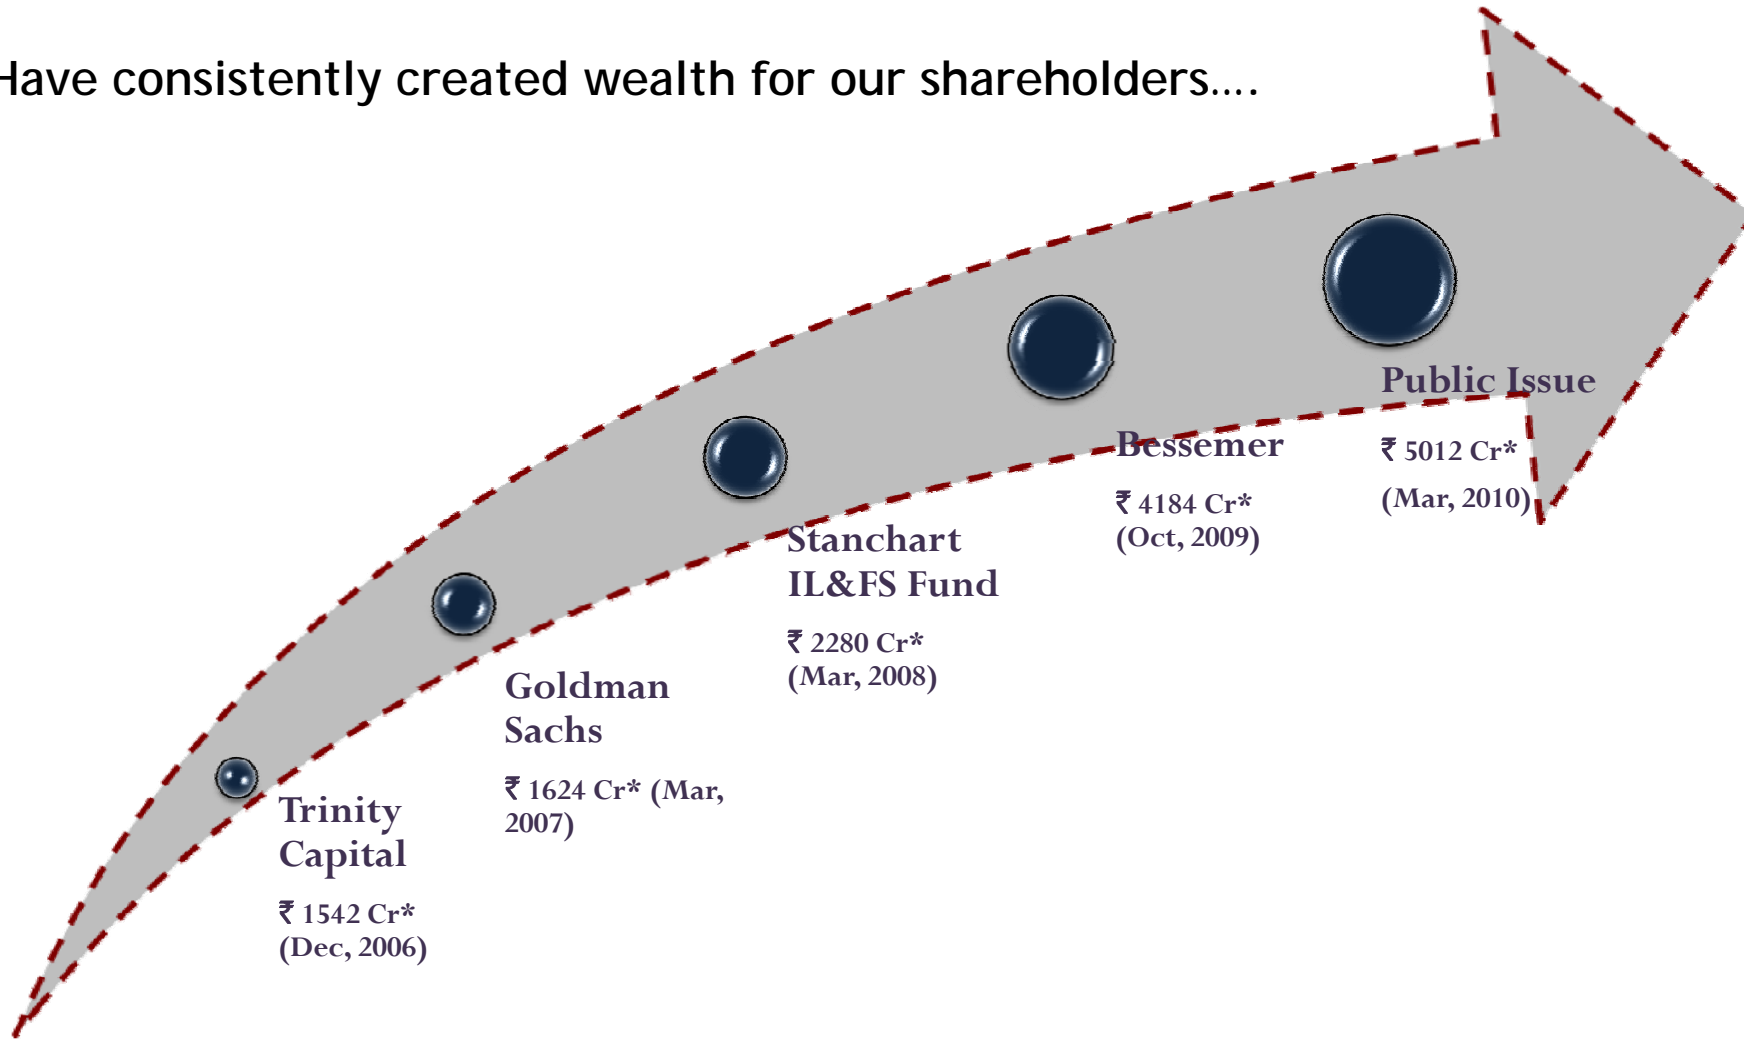 Have consistently created wealth for our shareholders....
Public Issue
₹ 5012 Cr*
(Mar, 2010)
Bessemer
₹ 4184 Cr*
(Oct, 2009)
Stanchart
IL&FS Fund
₹ 2280 Cr*
(Mar, 2008)
Goldman
Sachs
₹ 1624 Cr* (Mar,
2007)
Trinity
Capital
₹ 1542 Cr*
(Dec, 2006)